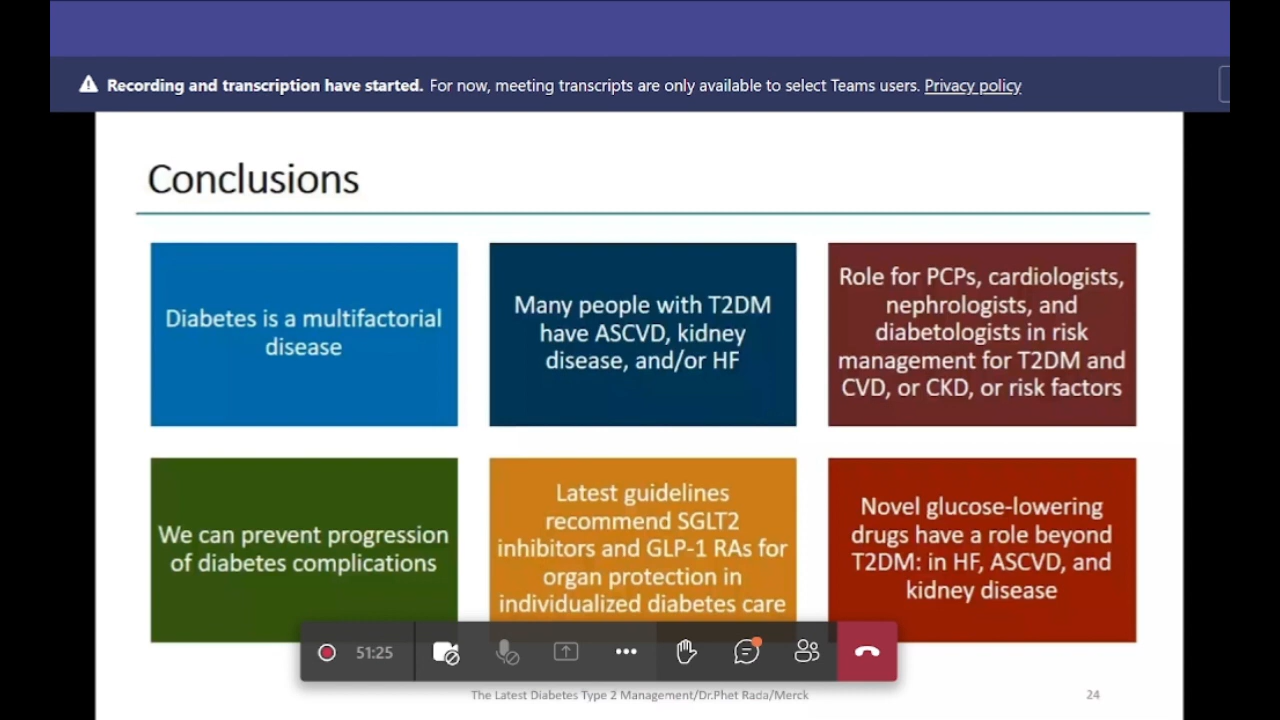 Recording and transcription have started. For now, meeting transcripts are only available to select Teams users. Privacy policy
Conclusions
Diabetes is a multifactorial
disease
Many people with T2DM
have ASCVD, kidney
disease, and/or HF
Role for PCPs, cardiologists,
nephrologists, and
diabetologists in risk
management for T2DM and
CVD, or CKD, or risk factors
We can prevent progression
of diabetes complications
Latest guidelines
recommend SGLT2
inhibitors and GLP-1 RAs for
organ protection in
individualized diabetes care
Novel glucose-lowering
drugs have a role beyond
T2DM: in HF, ASCVD, and
kidney disease
51:25
The Latest Diabetes Type 2 Management/Dr.Phet Rada/Merck
24